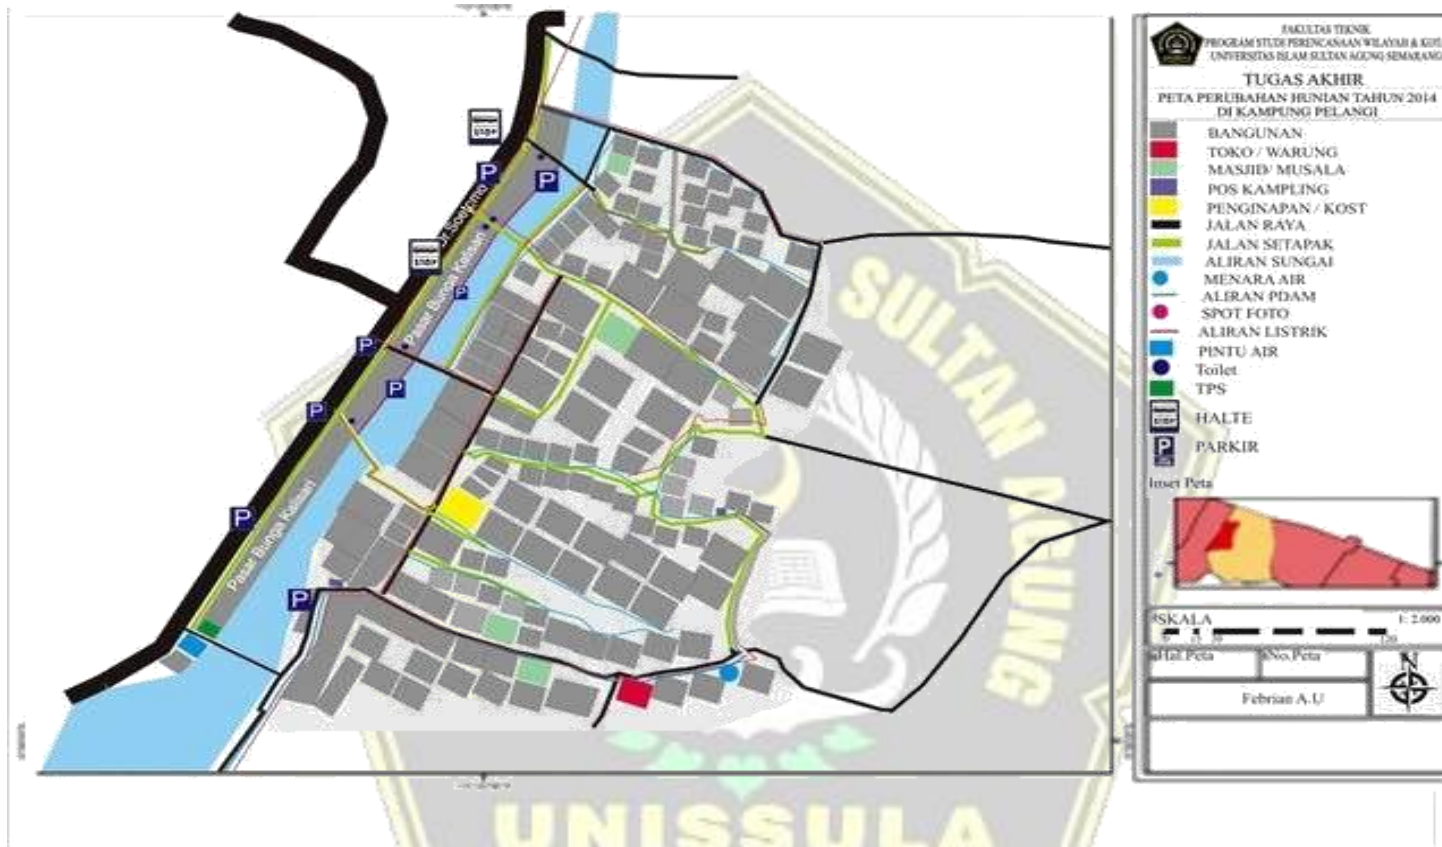 FAKULTAS TEKNIK
PROGRAM STUDI PERENCANAAN WILAYAH & KOTA
UNIVERSITAS ISLAM SULTAN AGUNG SEMARANG
TUGAS AKHIR
PETA PERUBAHAN HUNIAN TAHUN 2014
DI KAMPUNG PELANGI
BANGUNAN
TOKO / WARUNG
MASJID/ MUSALA
POS KAMPLING
PENGINAPAN / KOST
JALAN RAYA
JALAN SETAPAK
ALIRAN SUNGAI
MENARA AIR
ALIRAN PDAM
SPOT FOTO
ALIRAN LISTRIK
PINTU AIR
Toilet
TPS
HALTE
P PARKIR
Inset Peta
SKALA 1: 2.000
Hal.Peta No.Peta
N
Febrian A.U
P
P
Dr.Soetomo
Pasar Bunga Kalisari
P
P
P
P
P
Pasar Bunga Kalisari
P
SULTAN AGUNG
UNISSULA